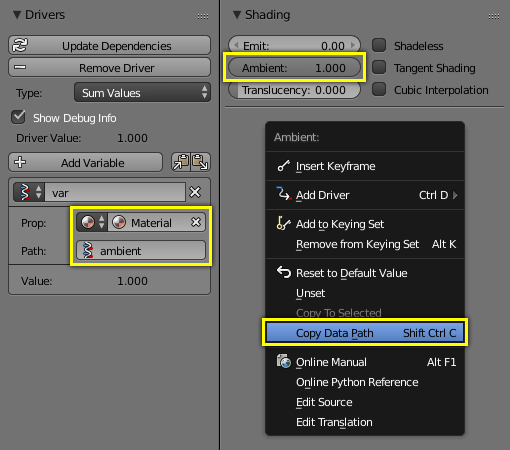 Drivers
Update Dependencies
Remove Driver
Type: Sum Values
Show Debug Info
Driver Value: 1.000
Add Variable
var
Prop: Material
Path: ambient
Value: 1.000
Shading
Emit: 0.00 Shadeless
Ambient: 1.000 Tangent Shading
Translucency: 0.000 Cubic Interpolation
Ambient:
Insert Keyframe
Add Driver Ctrl D
Add to Keying Set
Remove from Keying Set Alt K
Reset to Default Value
Unset
Copy To Selected
Copy Data Path Shift Ctrl C
Online Manual Alt F1
Online Python Reference
Edit Source
Edit Translation